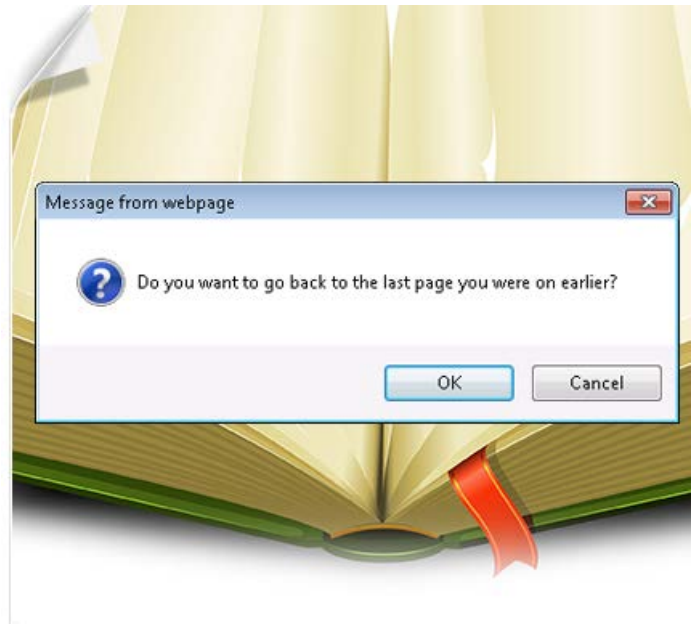 Message from webpage
Do you want to go back to the last page you were on earlier?
OK
Cancel